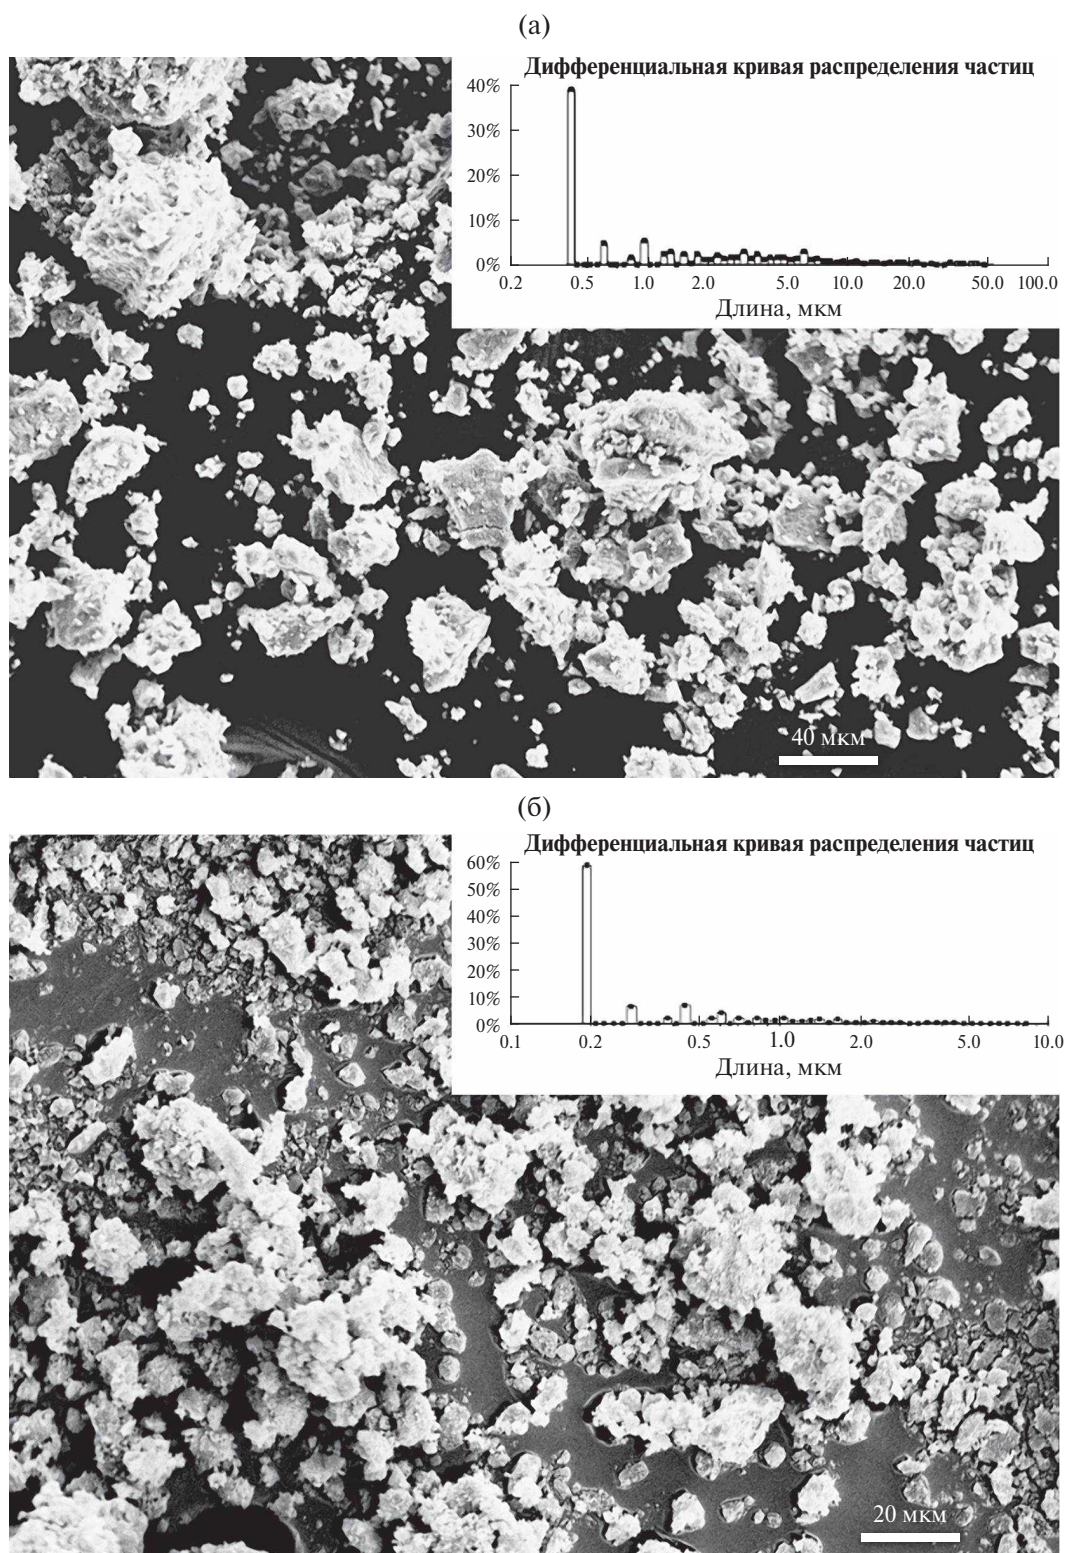 (а)
Дифференциальная кривая распределения частиц
40%
30%
20%
10%
0%
0.2 0.5 1.0 2.0 5.0 10.0 20.0 50.0 100.0
Длина, мкм
40 мкм
(б)
Дифференциальная кривая распределения частиц
60%
50%
40%
30%
20%
10%
0%
0.1 0.2 0.5 1.0 2.0 5.0 10.0
Длина, мкм
20 мкм